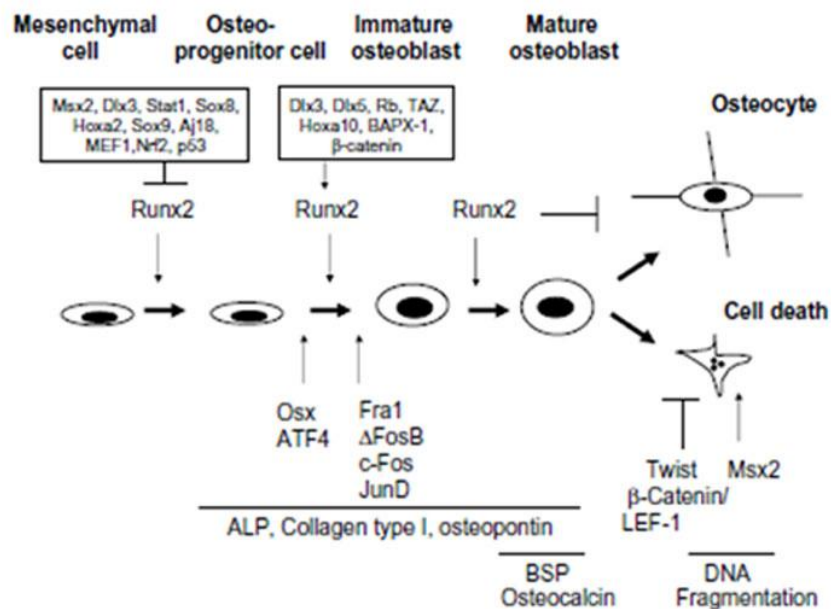 Mesenchymal cell
Osteo-
progenitor cell
Immature
osteoblast
Mature
osteoblast
Msx2, Dlx3, Stat1, Sox8,
Hoxa2, Sox9, Aj18,
MEF1,Nrf2, p53
Dlx3, Dlx5, Rb, TAZ,
Hoxa10, BAPX-1,
β-catenin
Osteocyte
Runx2
Runx2
Runx2
Cell death
Osx
ATF4
Fra1
ΔFosB
c-Fos
JunD
Twist
β-Catenin/
LEF-1
Msx2
ALP, Collagen type I, osteopontin
BSP
Osteocalcin
DNA
Fragmentation